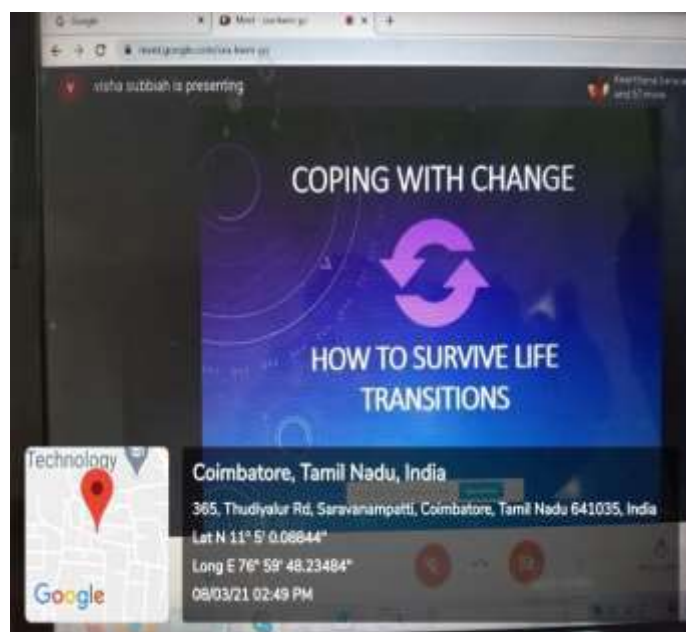 Google
visha subbiah is presenting
COPING WITH CHANGE
HOW TO SURVIVE LIFE
TRANSITIONS
Technology
Google
Coimbatore, Tamil Nadu, India
365, Thudiyalur Rd, Saravanampatti, Coimbatore, Tamil Nadu 641035, India
Lat N 11° 5' 0.08844"
Long E 76° 59' 48.23484"
08/03/21 02:49 PM